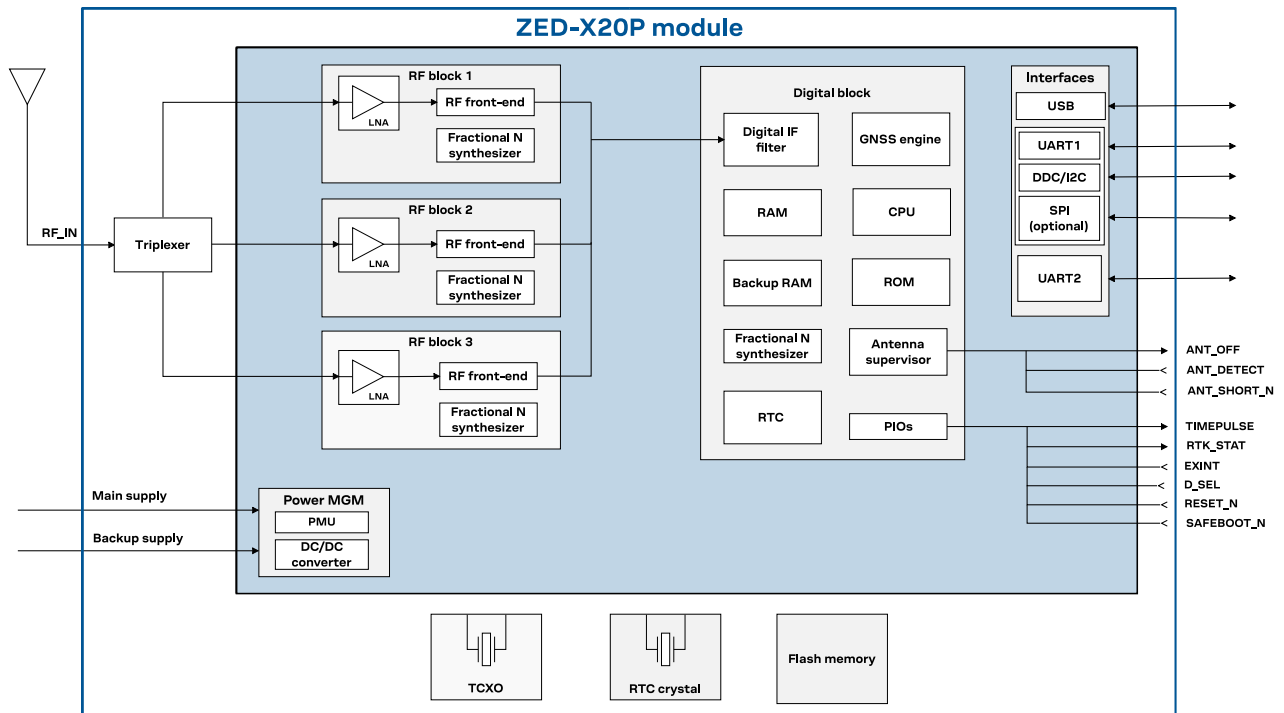 ZED-X20P module
RF block 1
LNA
RF front-end
Fractional N
synthesizer
RF block 2
LNA
RF front-end
Fractional N
synthesizer
RF block 3
LNA
RF front-end
Fractional N
synthesizer
RF_IN
Triplexer
Digital block
Digital IF
filter
GNSS engine
RAM
CPU
Backup RAM
ROM
Fractional N
synthesizer
Antenna
supervisor
RTC
PIOs
Interfaces
USB
UART1
DDC/I2C
SPI
(optional)
UART2
ANT_OFF
ANT_DETECT
ANT_SHORT_N
TIMEPULSE
RTK_STAT
EXINT
D_SEL
RESET_N
SAFEBOOT_N
Main supply
Backup supply
Power MGM
PMU
DC/DC
converter
TCXO
RTC crystal
Flash memory